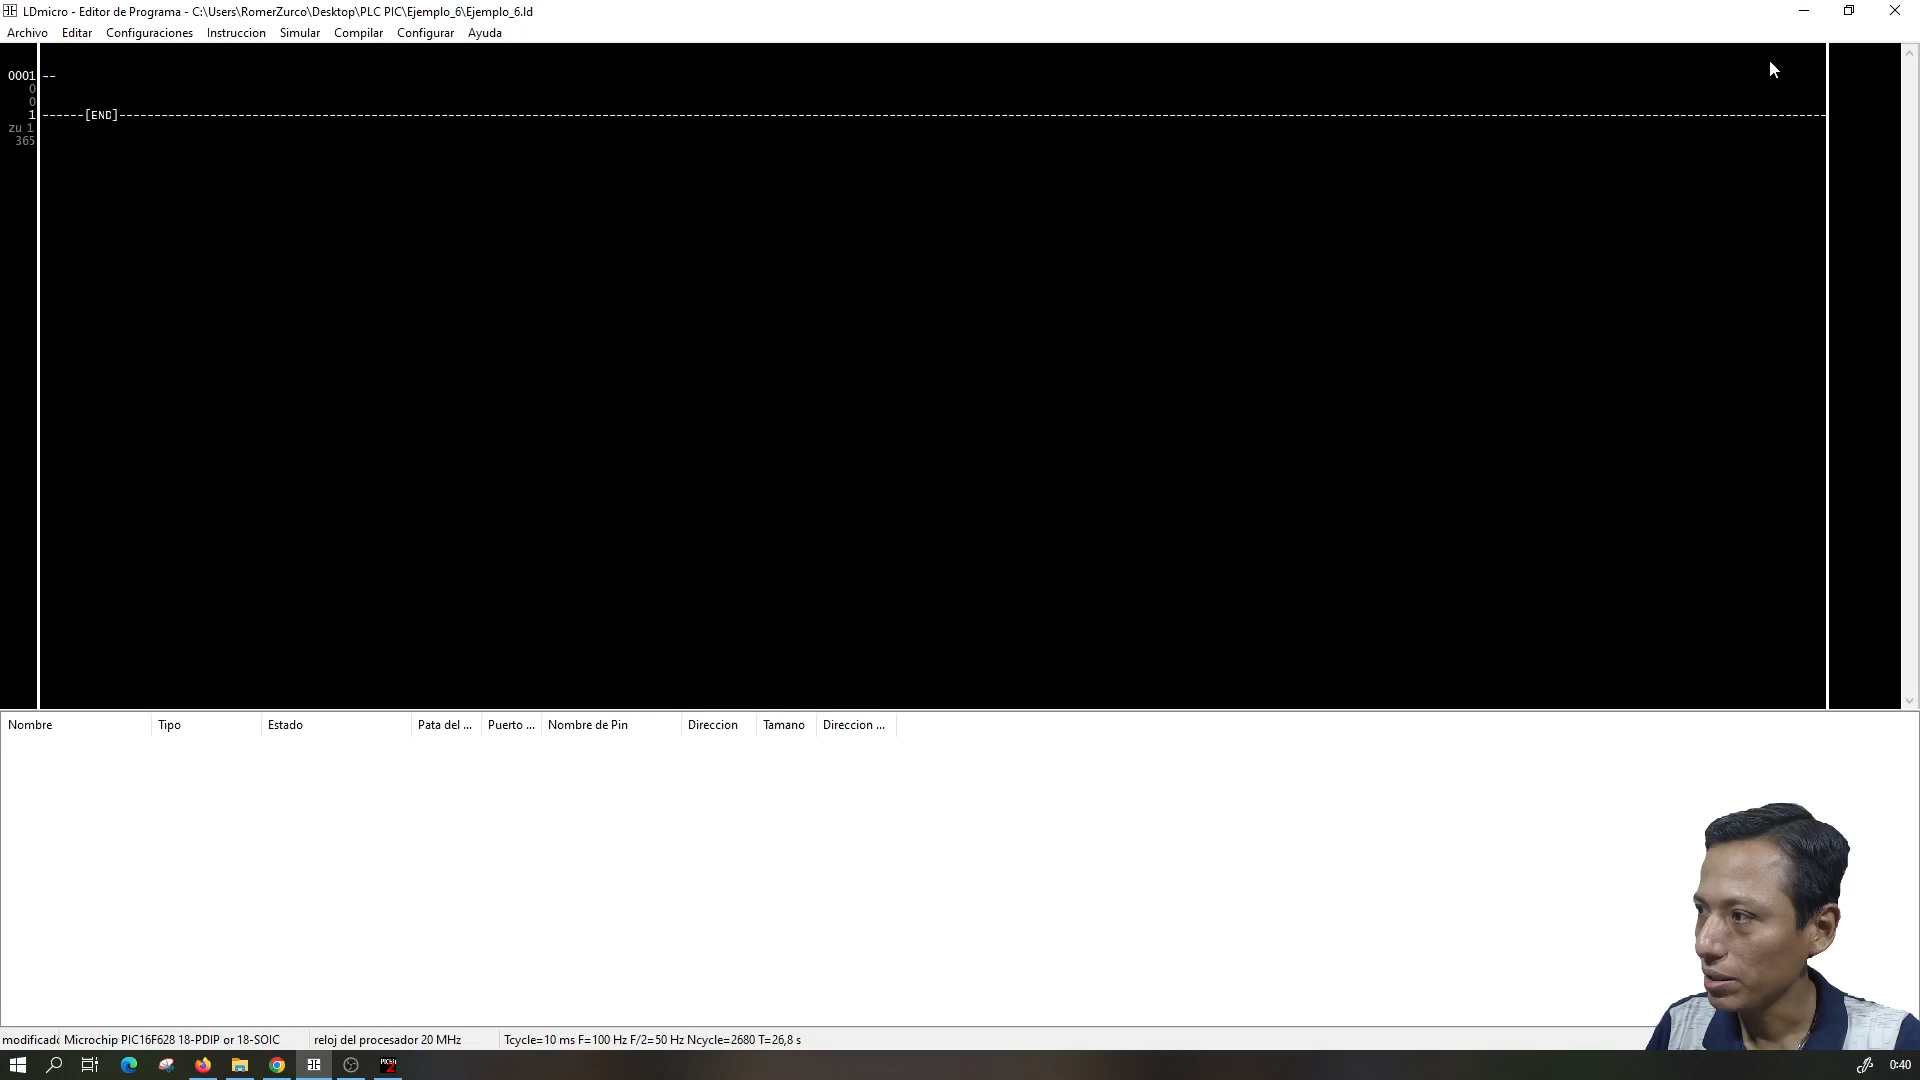 LDmicro - Editor de Programa - C:\Users\RomerZurco\Desktop\PLC PIC\Ejemplo_6\Ejemplo_6.ld
Archivo Editar Configuraciones Instruccion Simular Compilar Configurar Ayuda
0001 --
0
0
1 ------[END]------
zu 1
365
Nombre Tipo Estado Pata del ... Puerto ... Nombre de Pin Direccion Tamano Direccion ...
modificado Microchip PIC16F628 18-PDIP or 18-SOIC reloj del procesador 20 MHz Tcycle=10 ms F=100 Hz F/2=50 Hz Ncycle=2680 T=26,8 s
0:40